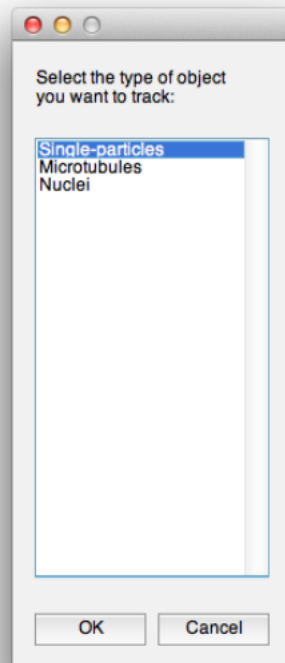 Select the type of object
you want to track:
Single-particles
Microtubules
Nuclei
OK
Cancel